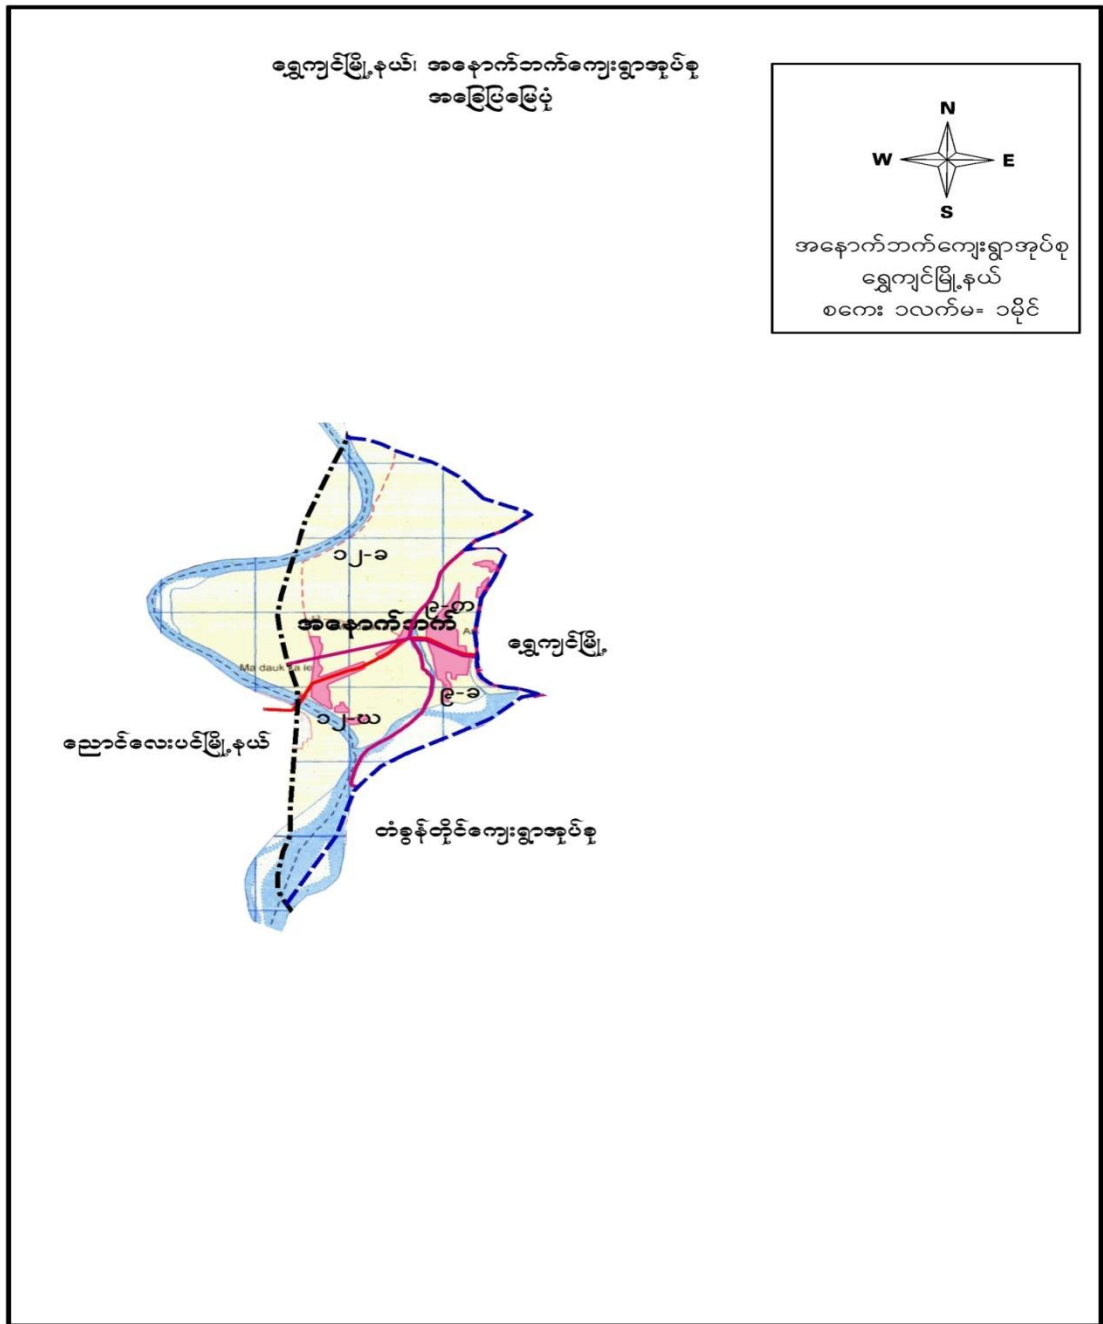 ရွှေကျင်မြို့နယ်၊ အနောက်ဘက်ကျေးရွာအုပ်စု
အခြေပြမြေပုံ
N
W E
S
အနောက်ဘက်ကျေးရွာအုပ်စု
ရွှေကျင်မြို့နယ်
စကေး ၁လက်မ= ၁မိုင်
၁၂-ခ
၉-က
အနောက်ဘက်
ရွှေကျင်မြို့
Ma dauk
၉-ခ
၁၂-ဃ
ညောင်လေးပင်မြို့နယ်
တံခွန်တိုင်ကျေးရွာအုပ်စု